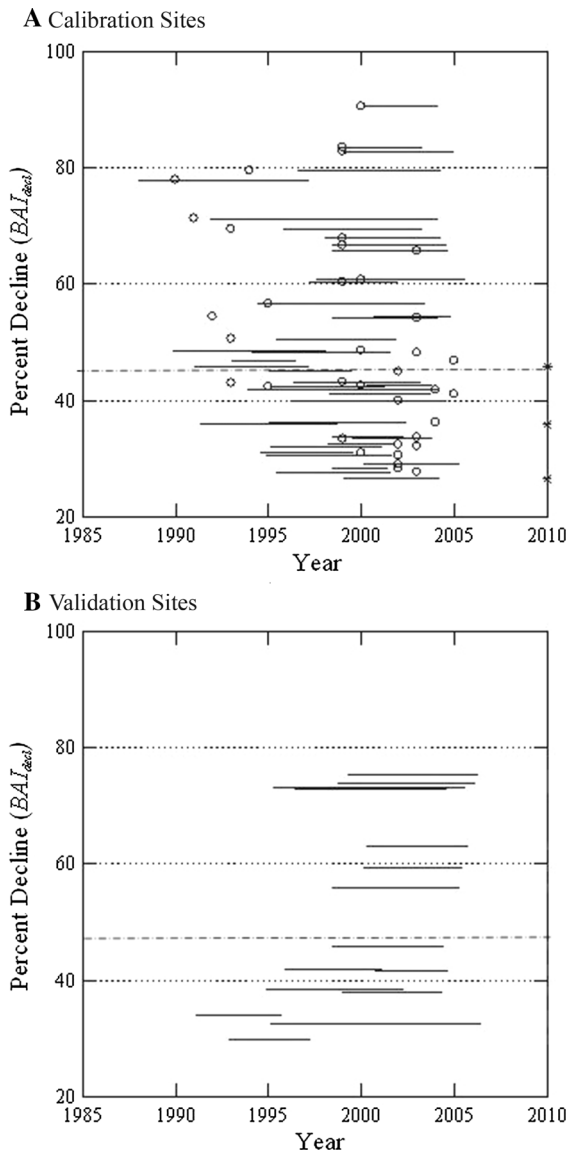 A Calibration Sites
100
80
60
40
20
Percent Decline (BAIdecl)
1985 1990 1995 2000 2005 2010
Year
B Validation Sites
100
80
60
40
20
Percent Decline (BAIdecl)
1985 1990 1995 2000 2005 2010
Year